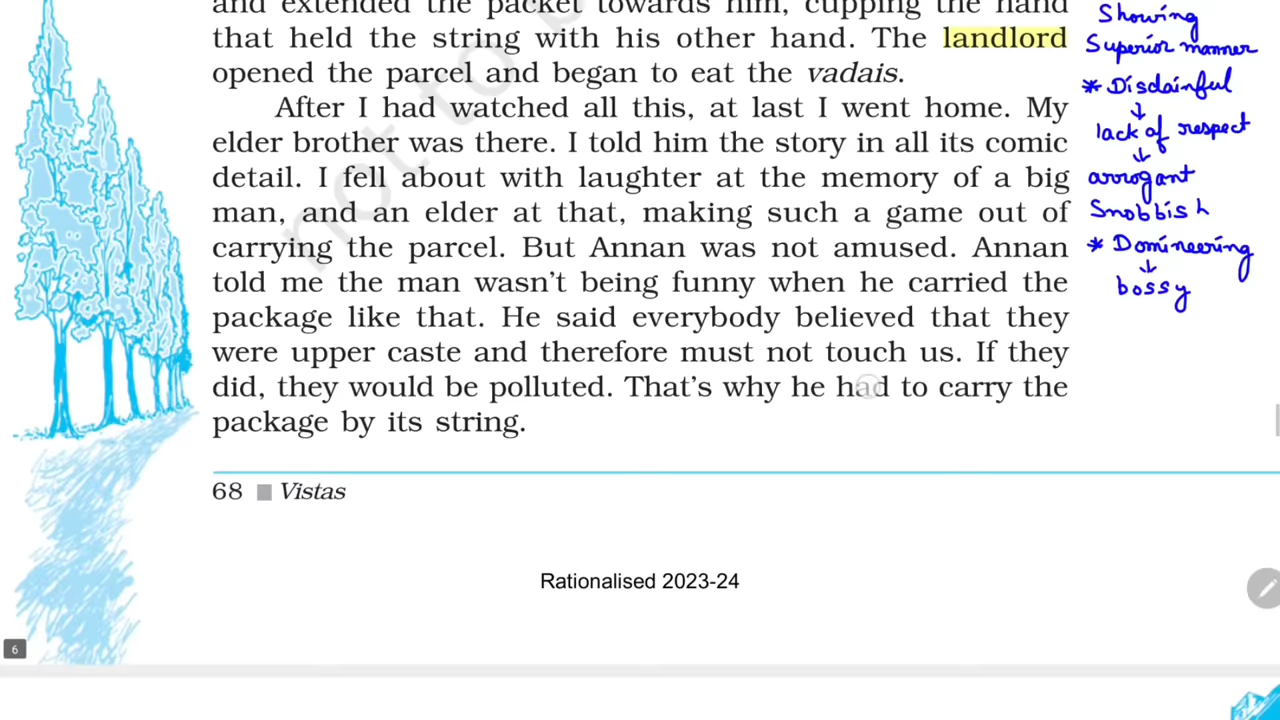 and extended the packet towards him, cupping the hand
that held the string with his other hand. The landlord
opened the parcel and began to eat the vadais.
After I had watched all this, at last I went home. My
elder brother was there. I told him the story in all its comic
detail. I fell about with laughter at the memory of a big
man, and an elder at that, making such a game out of
carrying the parcel. But Annan was not amused. Annan
told me the man wasn't being funny when he carried the
package like that. He said everybody believed that they
were upper caste and therefore must not touch us. If they
did, they would be polluted. That's why he had to carry the
package by its string.
Showing
Superior manner
* Disdainful
↓
lack of respect
↓
arrogant
Snobbish
* Domineering
↓
bossy
not to b
68 ■ Vistas
Rationalised 2023-24
6